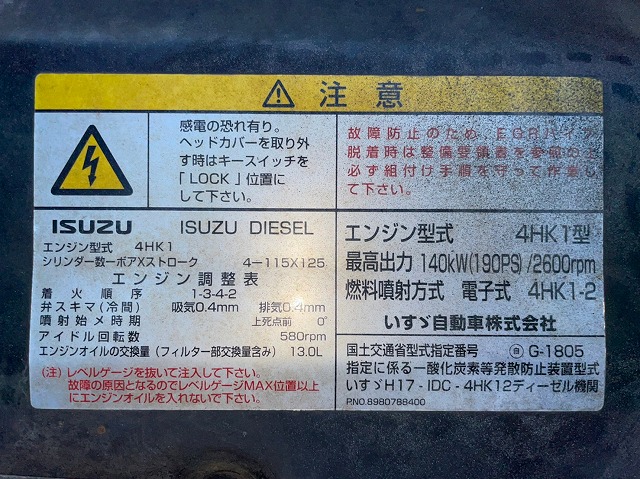 ⚠ 注意
感電の恐れ有り。
ヘッドカバーを取り外
す時はキースイッチを
「LOCK」位置に
して下さい。
故障防止のため、EGRパイプ
脱着時は整備要領書を参照の上
必ず組付け手順を守って作業し
て下さい。
ISUZU ISUZU DIESEL
エンジン型式 4HK1
シリンダー数ーボアXストローク 4-115X125
エンジン調整表
着火順序 1-3-4-2
弁スキマ(冷間) 吸気0.4mm 排気0.4mm
噴射始メ時期 上死点前 0°
アイドル回転数 580rpm
エンジンオイルの交換量(フィルター部交換量含み) 13.0L
(注)レベルゲージを抜いて注入して下さい。
故障の原因となるのでレベルゲージMAX位置以上
にエンジンオイルを入れないで下さい。
エンジン型式 4HK1型
最高出力 140kW(190PS)/2600rpm
燃料噴射方式 電子式 4HK1-2
いすゞ自動車株式会社
国土交通省型式指定番号 ⓐ G-1805
指定に係る一酸化炭素等発散防止装置型式
いすゞH17-IDC-4HK12ディーゼル機関
P.NO.8980788400